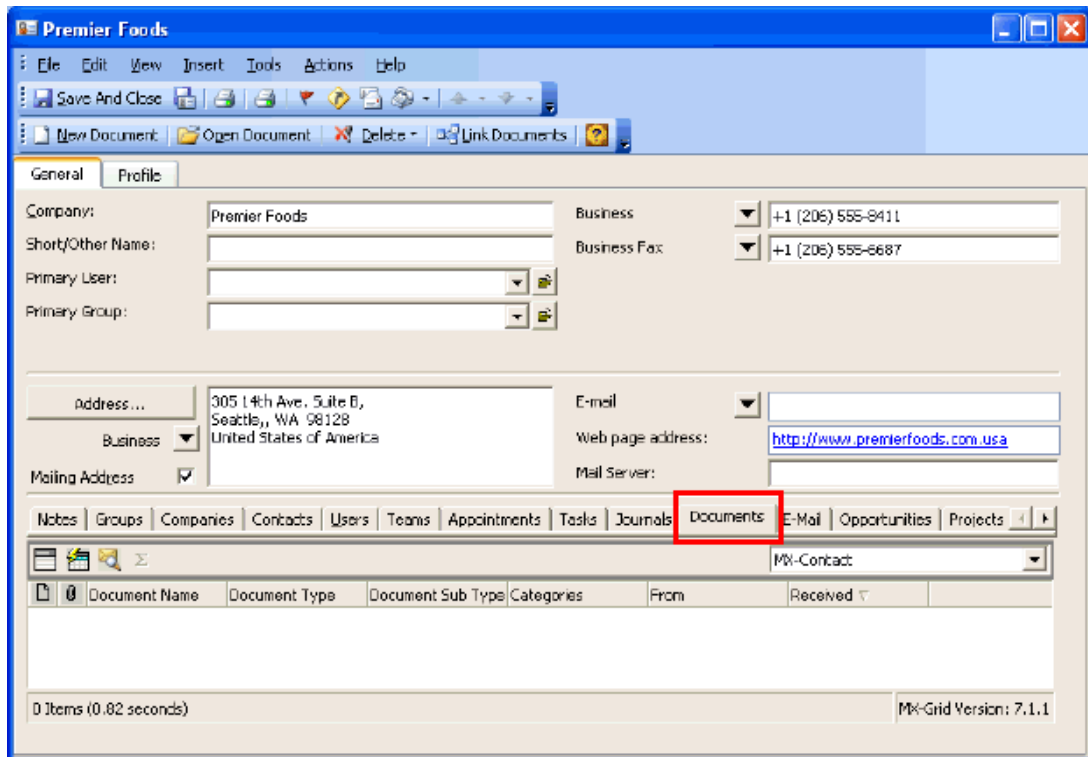 Premier Foods
File Edit View Insert Tools Actions Help
Save And Close
New Document Open Document Delete Link Documents
General Profile
Company: Premier Foods Business +1 (206) 555-8411
Short/Other Name: Business Fax +1 (206) 555-6687
Primary User:
Primary Group:
Address... 305 14th Ave. Suite B, E-mail
Seattle,, WA 98128
Business United States of America Web page address: http://www.premierfoods.com.usa
Mailing Address Mail Server:
Notes Groups Companies Contacts Users Teams Appointments Tasks Journals Documents E-Mail Opportunities Projects
Σ MX-Contact
Document Name Document Type Document Sub Type Categories From Received
0 Items (0.82 seconds) MX-Grid Version: 7.1.1